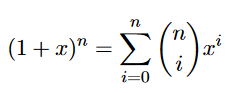 (1 + x)^n = \sum_{i=0}^{n} \binom{n}{i} x^i